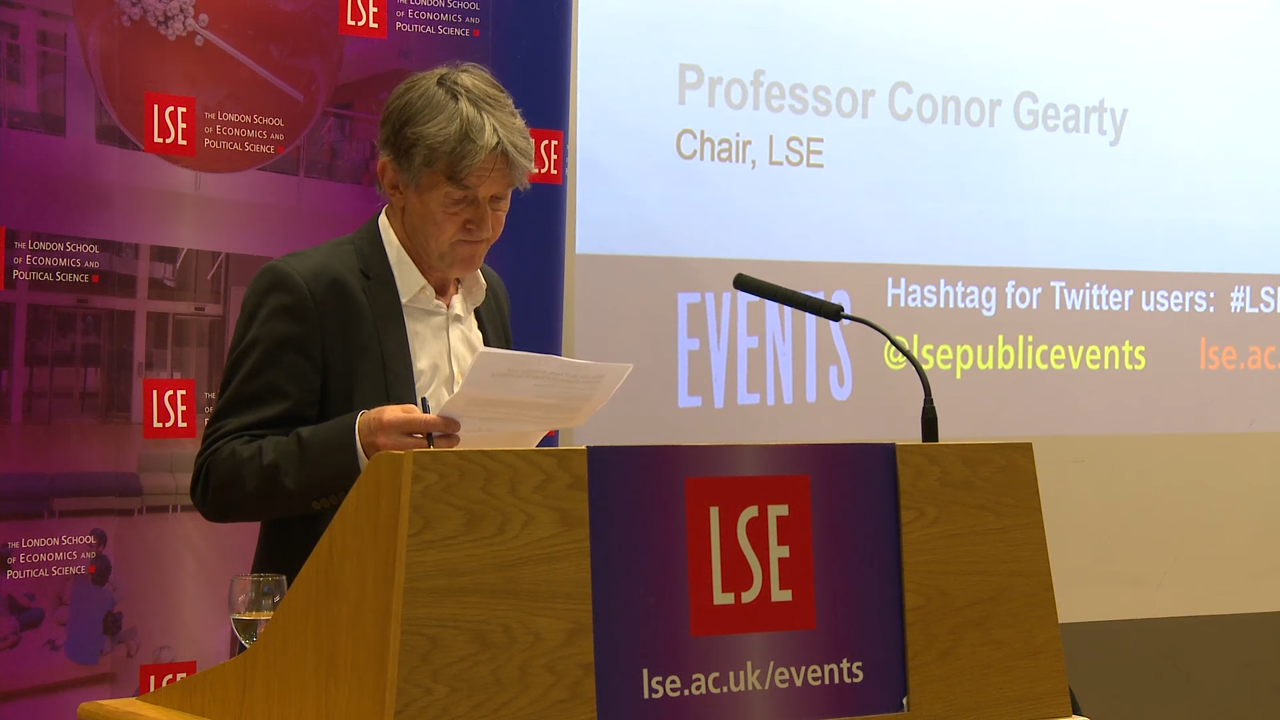 LSE
THE LONDON SCHOOL
OF ECONOMICS AND
POLITICAL SCIENCE
LSE
THE LONDON SCHOOL
OF ECONOMICS AND
POLITICAL SCIENCE
LSE
THE LONDON SCHOOL
OF ECONOMICS AND
POLITICAL SCIENCE
LSE
THE
THE LONDON SCHOOL
OF ECONOMICS AND
POLITICAL SCIENCE
LSE
Professor Conor Gearty
Chair, LSE
EVENTS
Hashtag for Twitter users: #LSE
@lsepublicevents
lse.ac.
LSE
lse.ac.uk/events